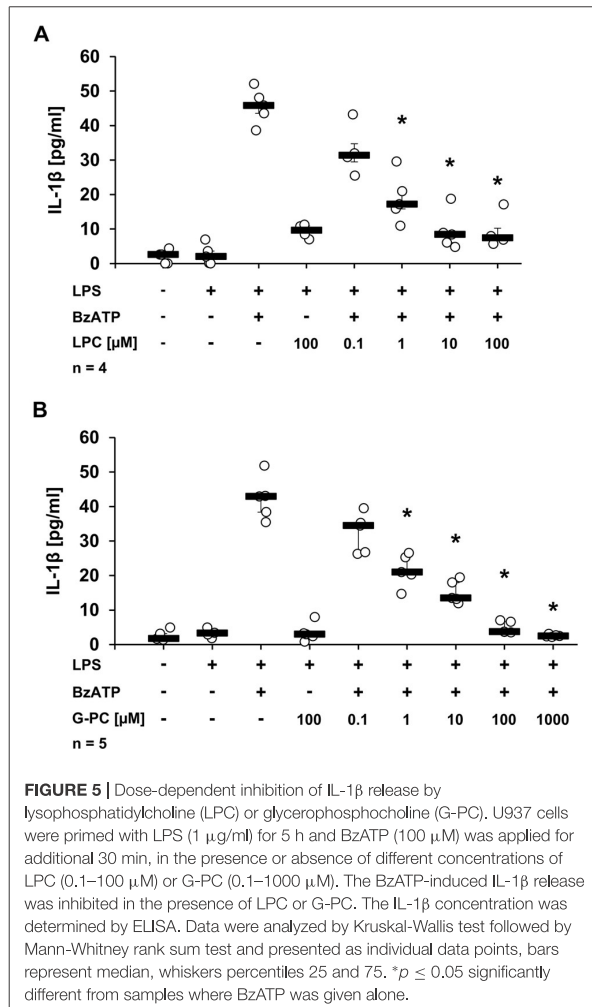 A
60
50
40
30
20
10
0
IL-1β [pg/ml]
* * *
LPS - + + + + + + +
BzATP - - + - + + + +
LPC [µM] - - - 100 0.1 1 10 100
n = 4
B
60
50
40
30
20
10
0
IL-1β [pg/ml]
* * * *
LPS - + + + + + + + +
BzATP - - + - + + + + +
G-PC [µM] - - - 100 0.1 1 10 100 1000
n = 5
FIGURE 5 | Dose-dependent inhibition of IL-1β release by
lysophosphatidylcholine (LPC) or glycerophosphocholine (G-PC). U937 cells
were primed with LPS (1 µg/ml) for 5 h and BzATP (100 µM) was applied for
additional 30 min, in the presence or absence of different concentrations of
LPC (0.1–100 µM) or G-PC (0.1–1000 µM). The BzATP-induced IL-1β release
was inhibited in the presence of LPC or G-PC. The IL-1β concentration was
determined by ELISA. Data were analyzed by Kruskal-Wallis test followed by
Mann-Whitney rank sum test and presented as individual data points, bars
represent median, whiskers percentiles 25 and 75. *p ≤ 0.05 significantly
different from samples where BzATP was given alone.